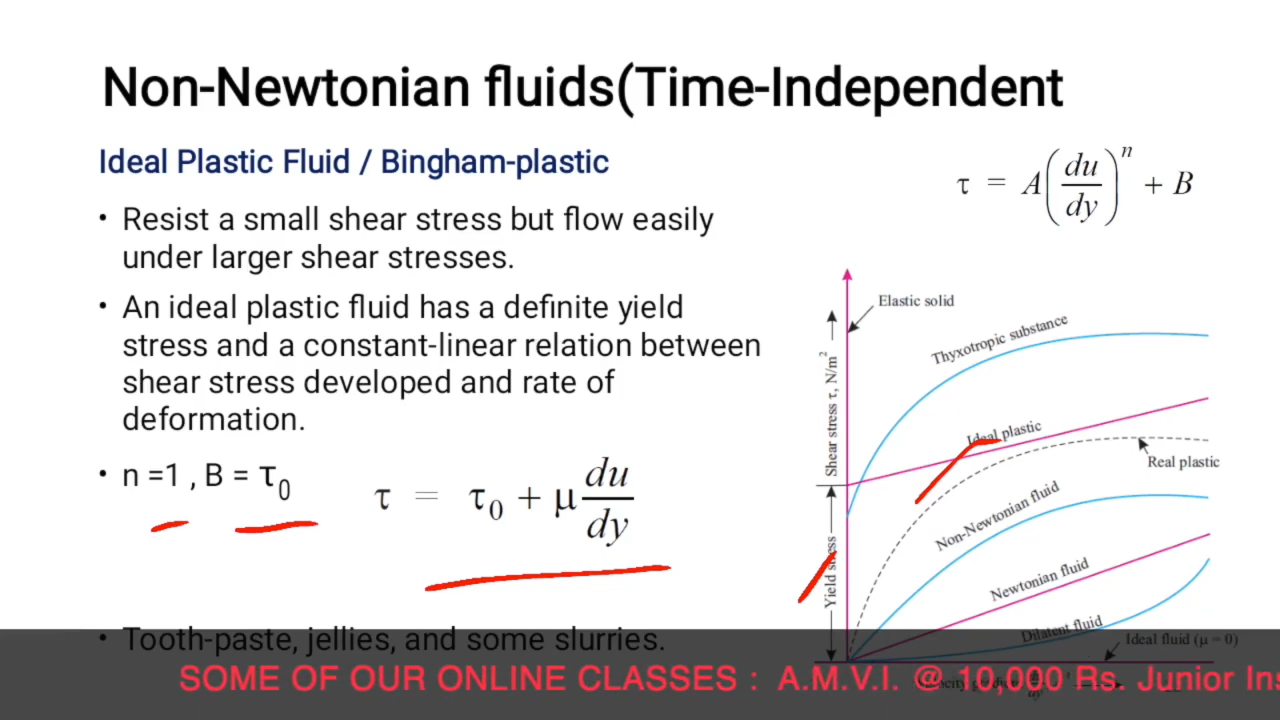 Non-Newtonian fluids(Time-Independent
Ideal Plastic Fluid / Bingham-plastic
τ = A(du/dy)^n + B
• Resist a small shear stress but flow easily
under larger shear stresses.
• An ideal plastic fluid has a definite yield
stress and a constant-linear relation between
shear stress developed and rate of
deformation.
• n =1 , B = τ0
τ = τ0 + μ du/dy
• Tooth-paste, jellies, and some slurries.
Elastic solid
Thyxotropic substance
Shear stress τ, N/m2
Ideal plastic
Real plastic
Non-Newtonian fluid
Yield stress
Newtonian fluid
Dilatent fluid
Ideal fluid (μ = 0)
SOME OF OUR ONLINE CLASSES : A.M.V.I. @ 10,000 Rs. Junior Ins